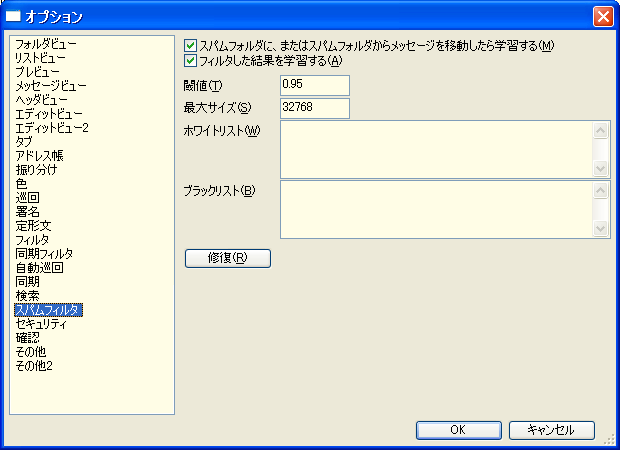 オプション
フォルダビュー
リストビュー
プレビュー
メッセージビュー
ヘッダビュー
エディットビュー
エディットビュー2
タブ
アドレス帳
振り分け
色
巡回
署名
定形文
フィルタ
同期フィルタ
自動巡回
同期
検索
スパムフィルタ
セキュリティ
確認
その他
その他2
スパムフォルダに、またはスパムフォルダからメッセージを移動したら学習する(M)
フィルタした結果を学習する(A)
閾値(T) 0.95
最大サイズ(S) 32768
ホワイトリスト(W)
ブラックリスト(B)
修復(R)
OK キャンセル